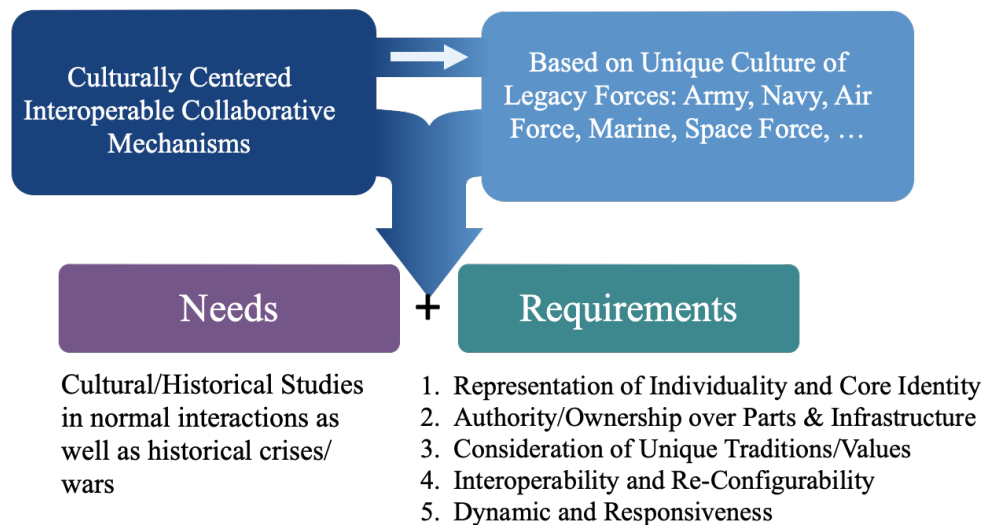 Culturally Centered
Interoperable Collaborative
Mechanisms
Based on Unique Culture of
Legacy Forces: Army, Navy, Air
Force, Marine, Space Force, …
Needs
+
Requirements
Cultural/Historical Studies
in normal interactions as
well as historical crises/
wars
1. Representation of Individuality and Core Identity
2. Authority/Ownership over Parts & Infrastructure
3. Consideration of Unique Traditions/Values
4. Interoperability and Re-Configurability
5. Dynamic and Responsiveness